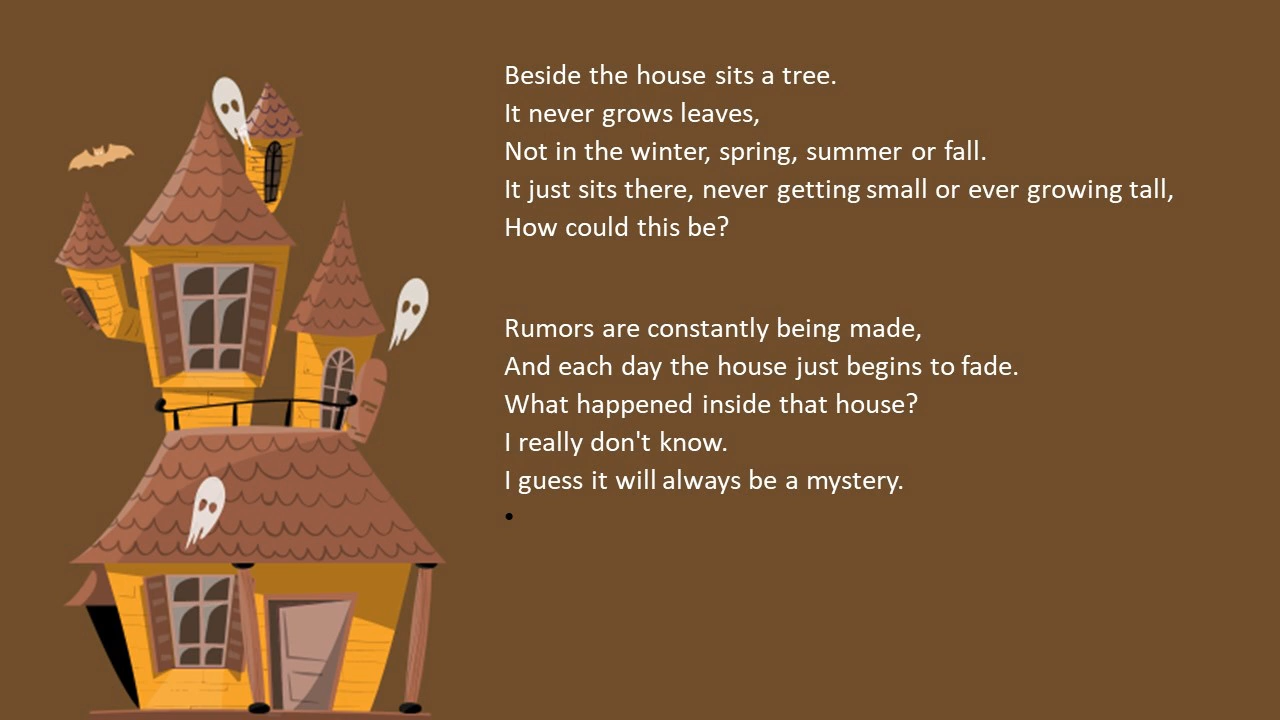 Beside the house sits a tree.
It never grows leaves,
Not in the winter, spring, summer or fall.
It just sits there, never getting small or ever growing tall,
How could this be?
Rumors are constantly being made,
And each day the house just begins to fade.
What happened inside that house?
I really don't know.
I guess it will always be a mystery.
•